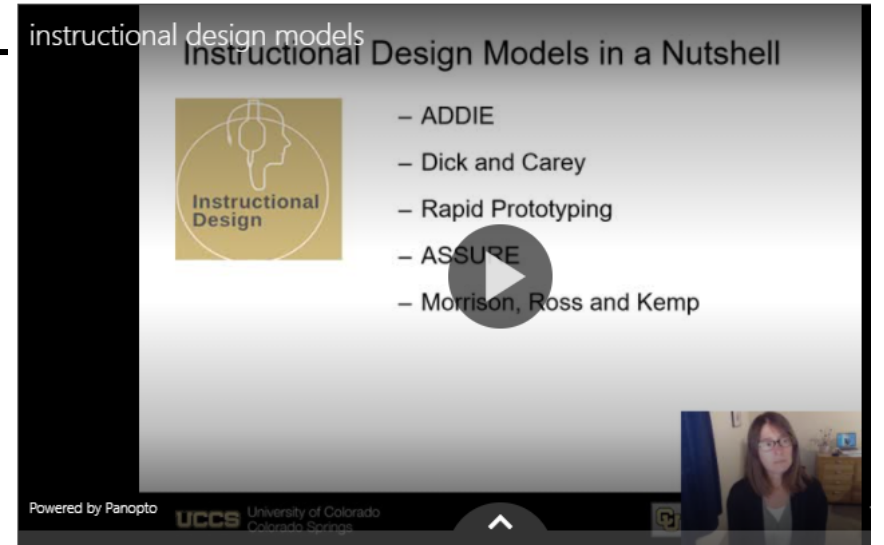 instructional design models
Instructional Design Models in a Nutshell
– ADDIE
– Dick and Carey
– Rapid Prototyping
– ASSURE
– Morrison, Ross and Kemp
Instructional
Design
Powered by Panopto
UCCS University of Colorado
Colorado Springs
CU